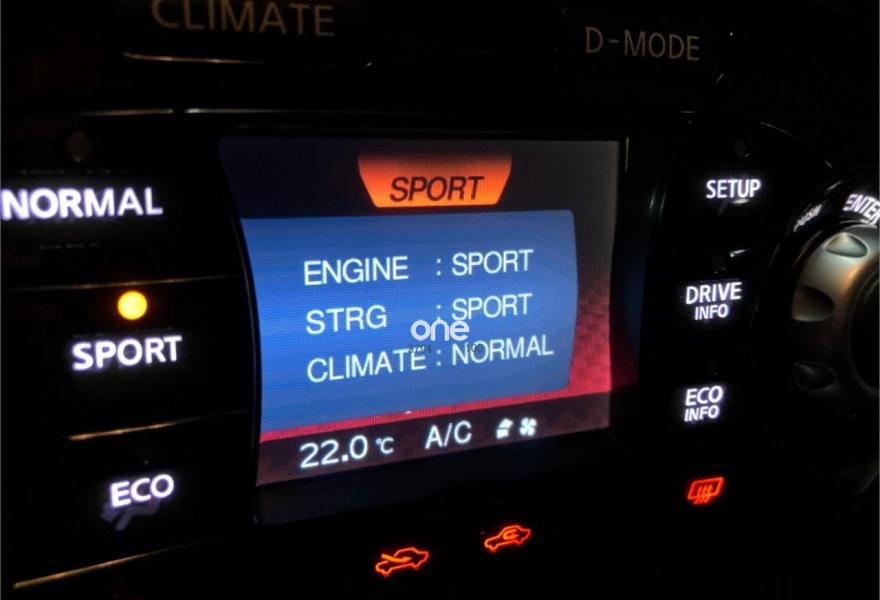 CLIMATE
D-MODE
NORMAL
SPORT
SETUP
PUSH
ENTER
ENGINE : SPORT
DRIVE
INFO
STRG : SPORT
one
SPORT
CLIMATE : NORMAL
ECO
INFO
22.0 °C A/C
ECO